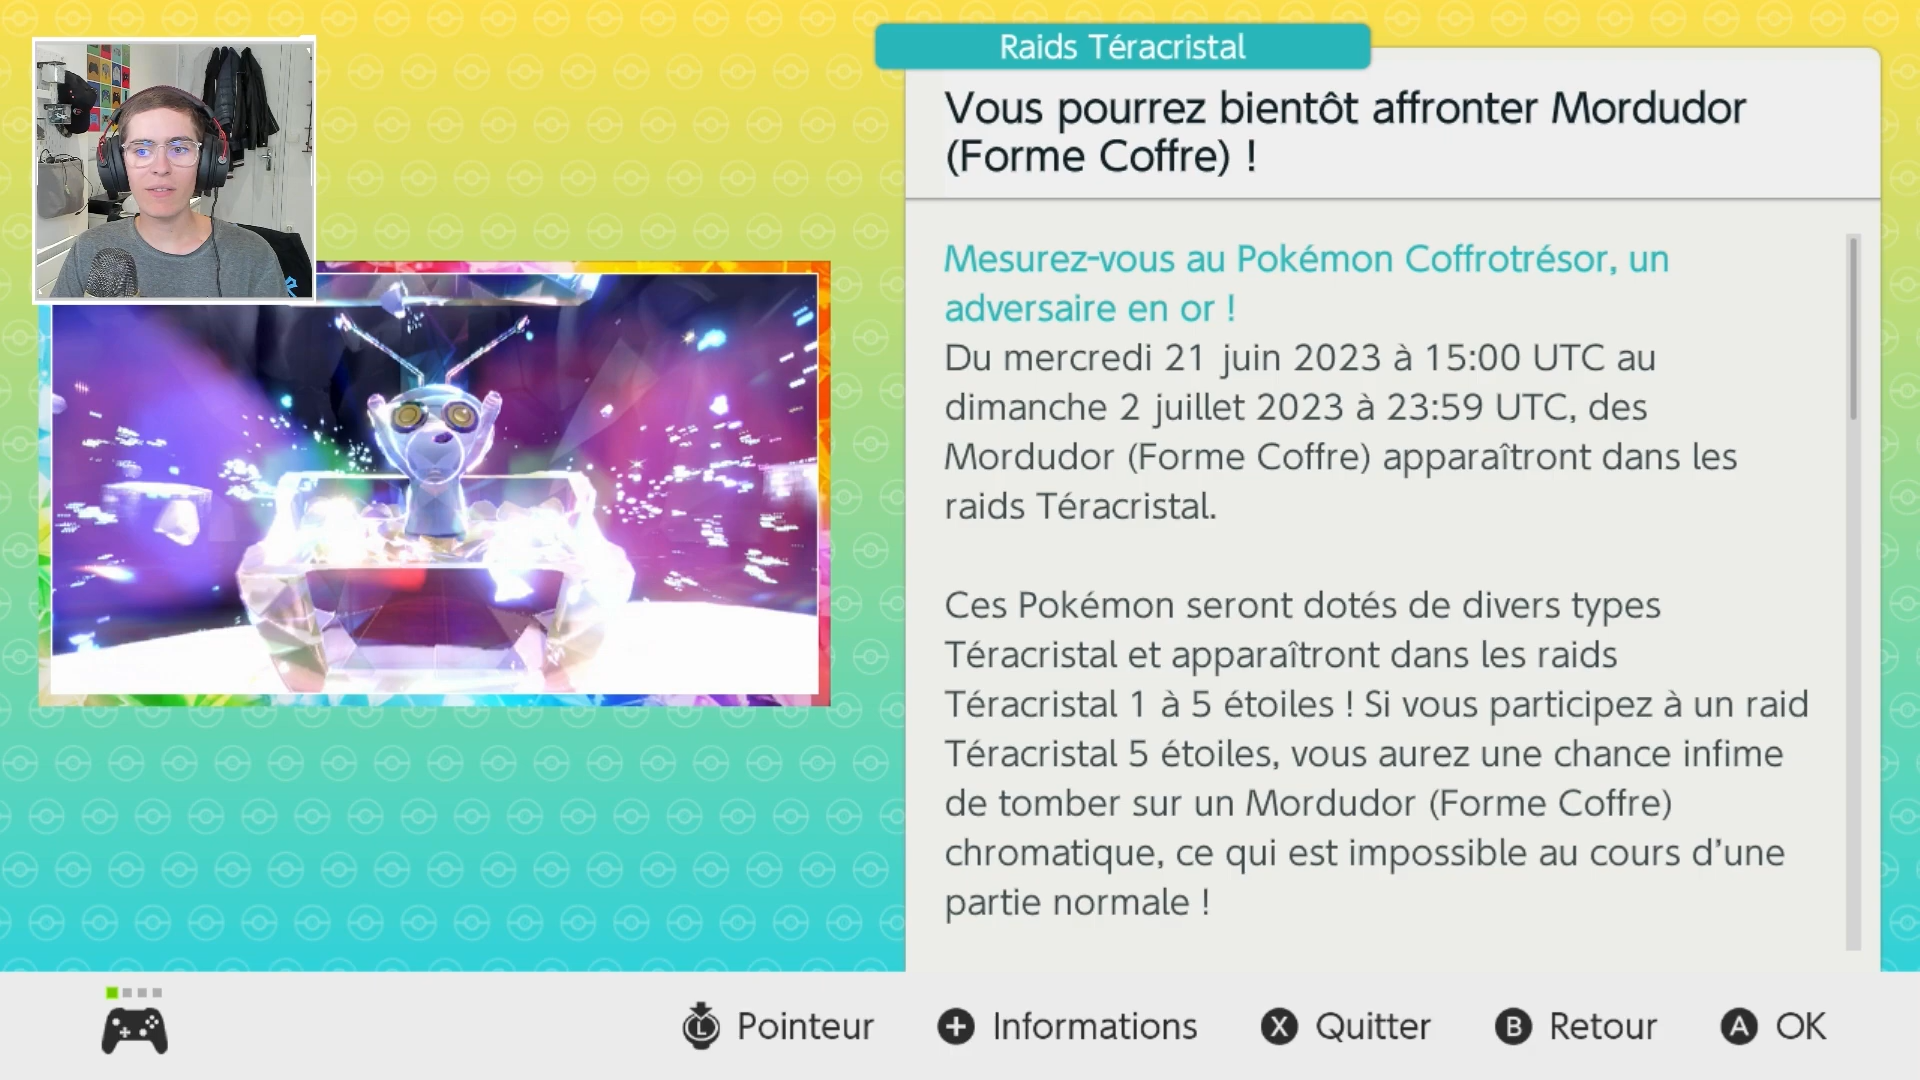 Raids Téracristal
Vous pourrez bientôt affronter Mordudor
(Forme Coffre) !
Mesurez-vous au Pokémon Coffrotrésor, un
adversaire en or !
Du mercredi 21 juin 2023 à 15:00 UTC au
dimanche 2 juillet 2023 à 23:59 UTC, des
Mordudor (Forme Coffre) apparaîtront dans les
raids Téracristal.
Ces Pokémon seront dotés de divers types
Téracristal et apparaîtront dans les raids
Téracristal 1 à 5 étoiles ! Si vous participez à un raid
Téracristal 5 étoiles, vous aurez une chance infime
de tomber sur un Mordudor (Forme Coffre)
chromatique, ce qui est impossible au cours d’une
partie normale !
L Pointeur + Informations X Quitter B Retour A OK